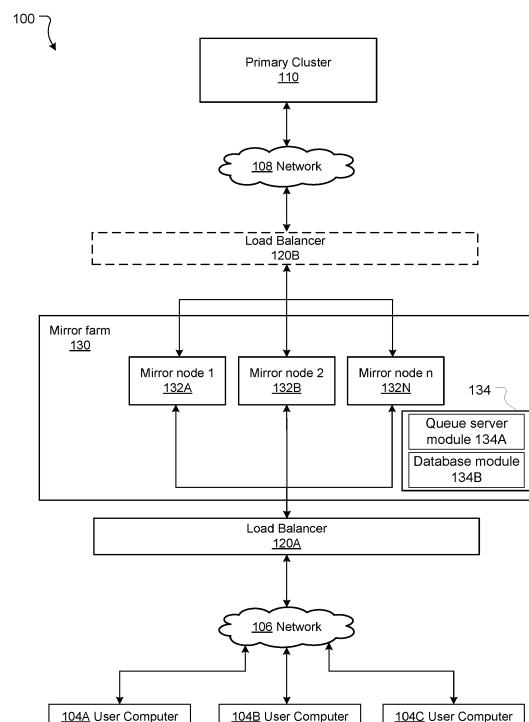 100
Primary Cluster
110
108 Network
Load Balancer
120B
Mirror farm
130
Mirror node 1
132A
Mirror node 2
132B
Mirror node n
132N
134
Queue server
module 134A
Database module
134B
Load Balancer
120A
106 Network
104A User Computer
104B User Computer
104C User Computer